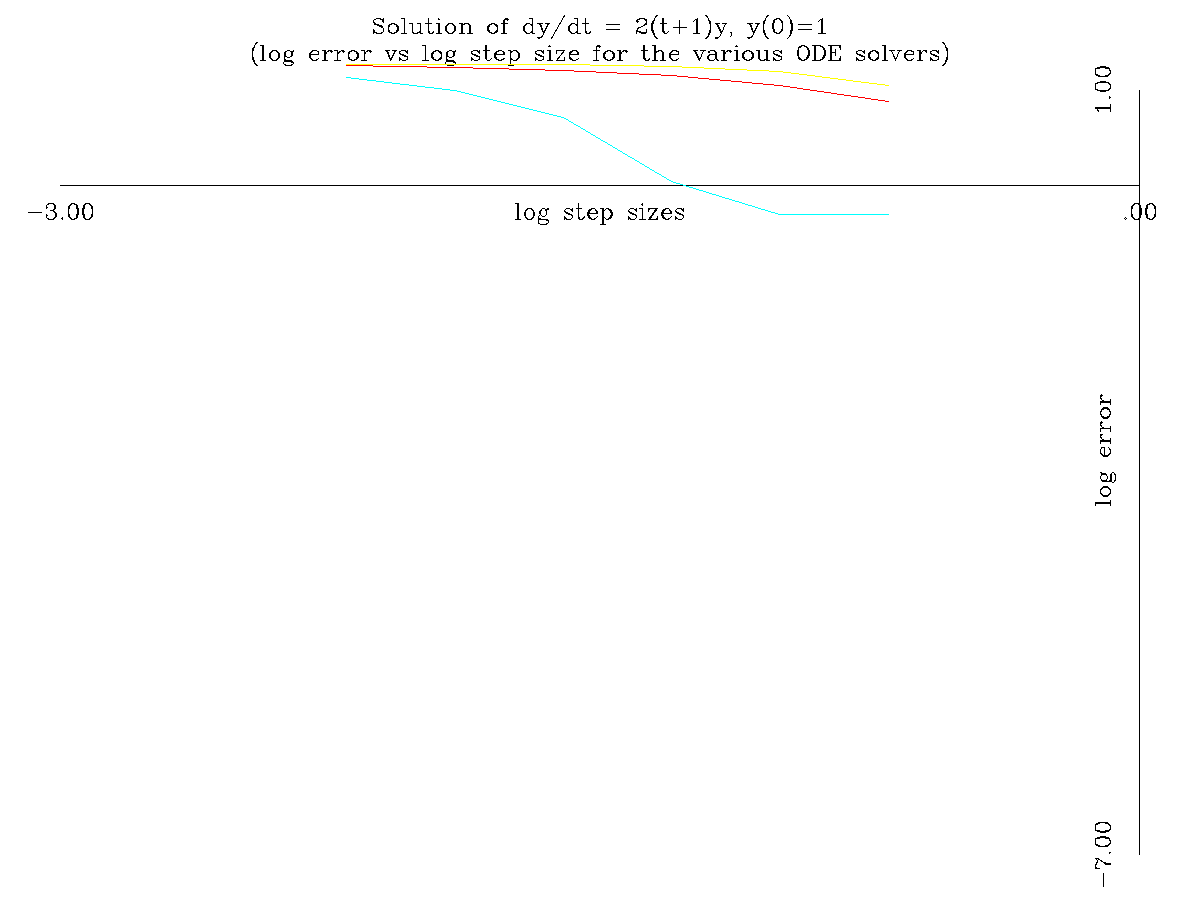 Solution of dy/dt = 2(t+1)y, y(0)=1
(log error vs log step size for the various ODE solvers)
1.00
−3.00
log step sizes
.00
log error
−7.00